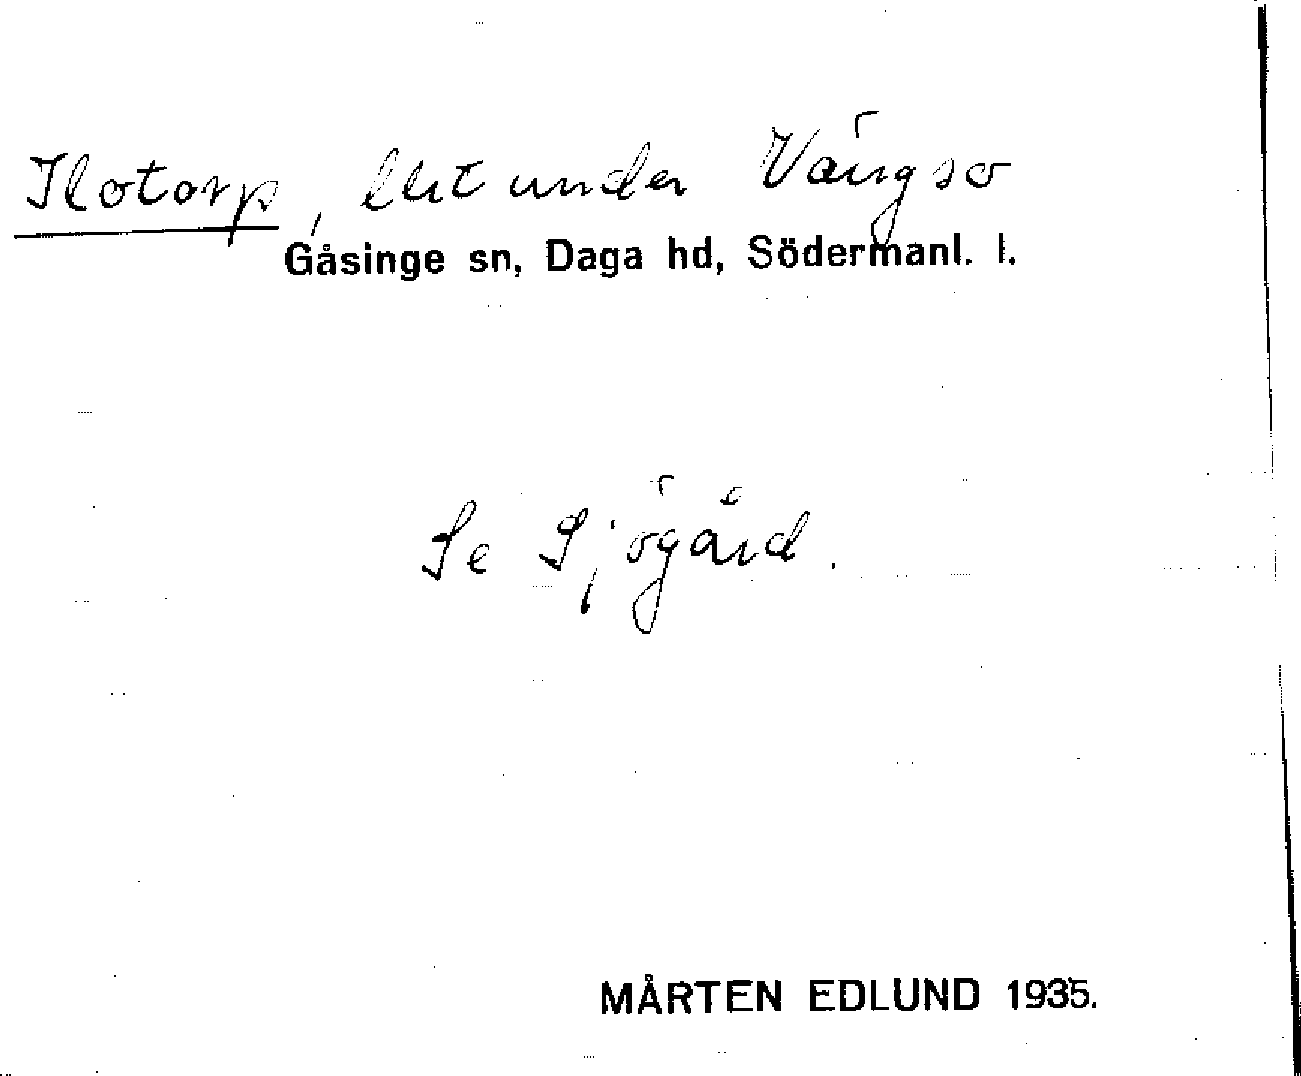 Ilotorp, lht under Vängsö
Gåsinge sn, Daga hd, Södermanl. l.
Se Sjögård.
MÅRTEN EDLUND 1935.